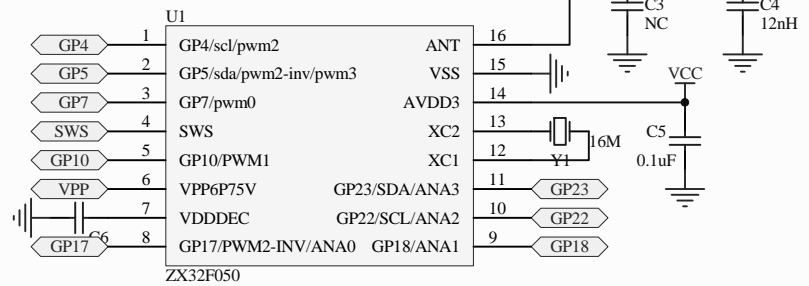 C3
C4
U1
NC
12nH
GP4 1 GP4/scl/pwm2 ANT 16
GP5 2 GP5/sda/pwm2-inv/pwm3 VSS 15
VCC
GP7 3 GP7/pwm0 AVDD3 14
SWS 4 SWS XC2 13
C5
16M
GP10 5 GP10/PWM1 XC1 12
Y1
0.1uF
VPP 6 VPP6P75V GP23/SDA/ANA3 11 GP23
7 VDDDEC GP22/SCL/ANA2 10 GP22
C6
GP17 8 GP17/PWM2-INV/ANA0 GP18/ANA1 9 GP18
ZX32F050